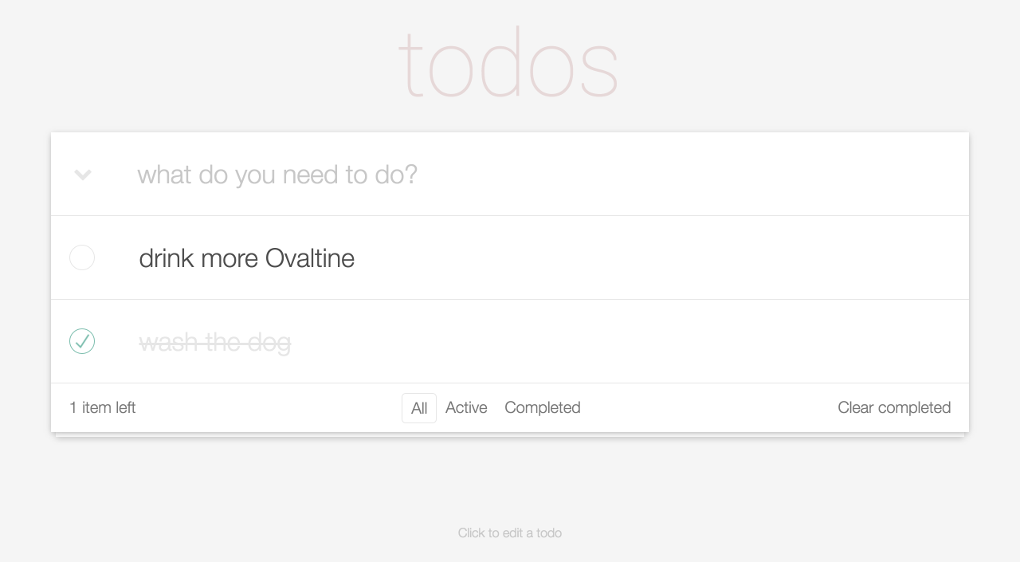 todos
what do you need to do?
drink more Ovaltine
wash the dog
1 item left All Active Completed Clear completed
Click to edit a todo